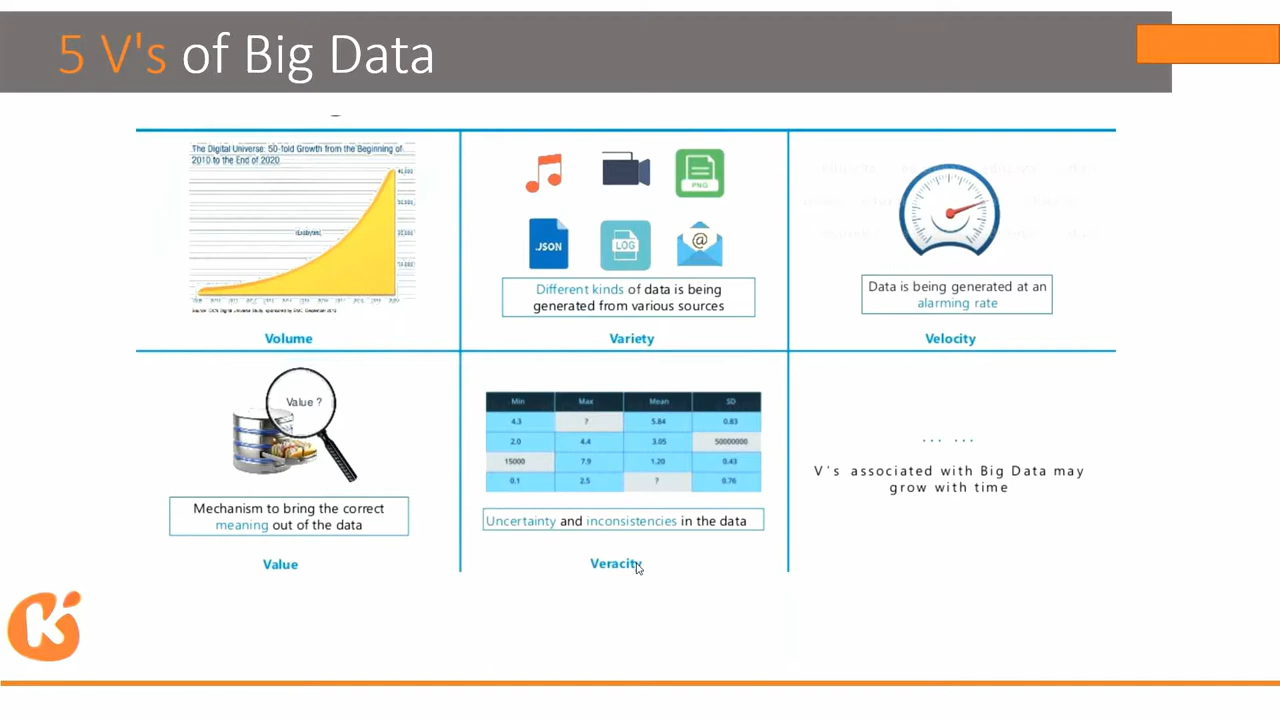 5 V's of Big Data
The Digital Universe: 50-fold Growth from the Beginning of
2010 to the End of 2020
40,000
(Exabytes)
Volume
PNG
.JSON
LOG
@
Different kinds of data is being
generated from various sources
Variety
Data is being generated at an
alarming rate
Velocity
Value ?
Mechanism to bring the correct
meaning out of the data
Value
Min Max Mean SD
4.3 ? 5.84 0.83
2.0 4.4 3.05 50000000
15000 7.9 1.20 0.43
0.1 2.5 ? 0.76
Uncertainty and inconsistencies in the data
Veracity
... ...
V's associated with Big Data may
grow with time
K